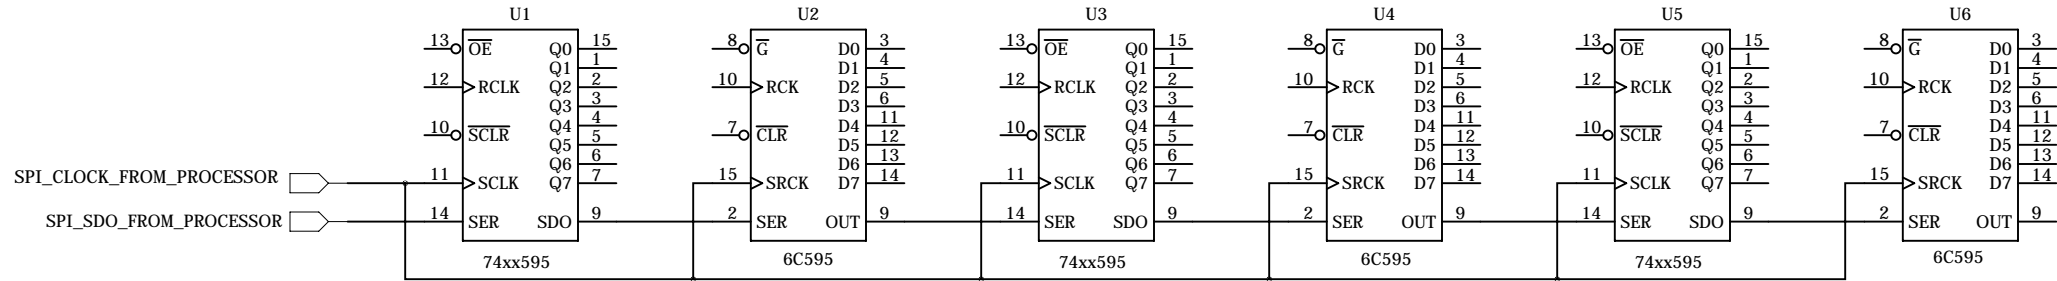 U1 U2 U3 U4 U5 U6
13 OE Q0 15 8 G D0 3 13 OE Q0 15 8 G D0 3 13 OE Q0 15 8 G D0 3
Q1 1 D1 4 Q1 1 D1 4 Q1 1 D1 4
12 RCLK Q2 2 10 RCK D2 5 12 RCLK Q2 2 10 RCK D2 5 12 RCLK Q2 2 10 RCK D2 5
Q3 3 D3 6 Q3 3 D3 6 Q3 3 D3 6
Q4 4 D4 11 Q4 4 D4 11 Q4 4 D4 11
10 SCLR Q5 5 7 CLR D5 12 10 SCLR Q5 5 7 CLR D5 12 10 SCLR Q5 5 7 CLR D5 12
Q6 6 D6 13 Q6 6 D6 13 Q6 6 D6 13
SPI_CLOCK_FROM_PROCESSOR 11 SCLK Q7 7 15 SRCK D7 14 11 SCLK Q7 7 15 SRCK D7 14 11 SCLK Q7 7 15 SRCK D7 14
SPI_SDO_FROM_PROCESSOR 14 SER SDO 9 2 SER OUT 9 14 SER SDO 9 2 SER OUT 9 14 SER SDO 9 2 SER OUT 9
74xx595 6C595 74xx595 6C595 74xx595 6C595